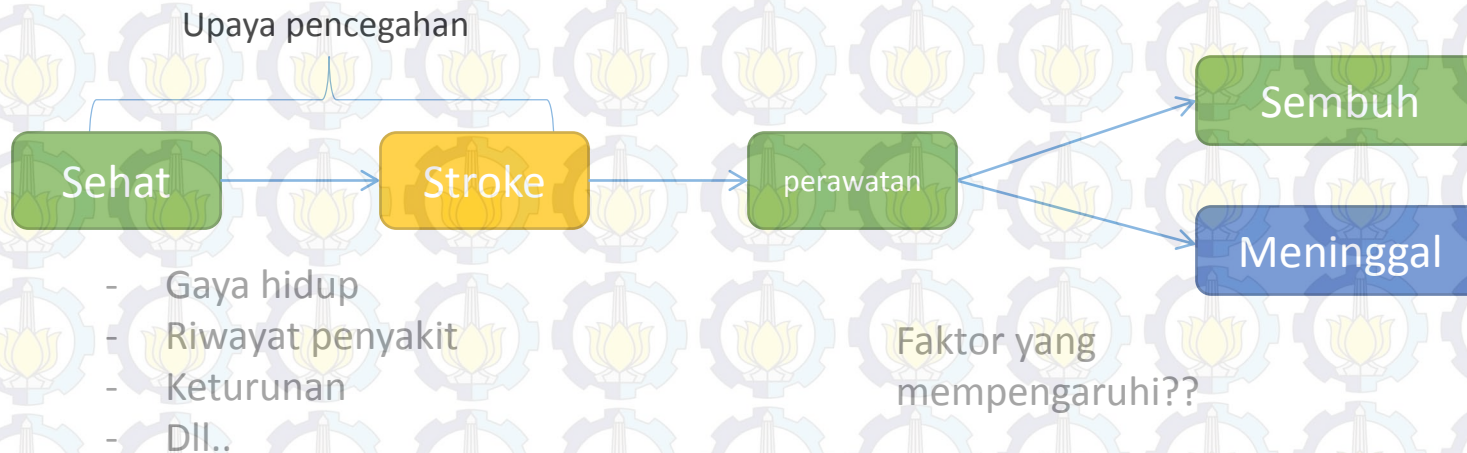 Upaya pencegahan
Sehat
Stroke
perawatan
Sembuh
Meninggal
- Gaya hidup
- Riwayat penyakit
- Keturunan
- Dll..
Faktor yang
mempengaruhi??